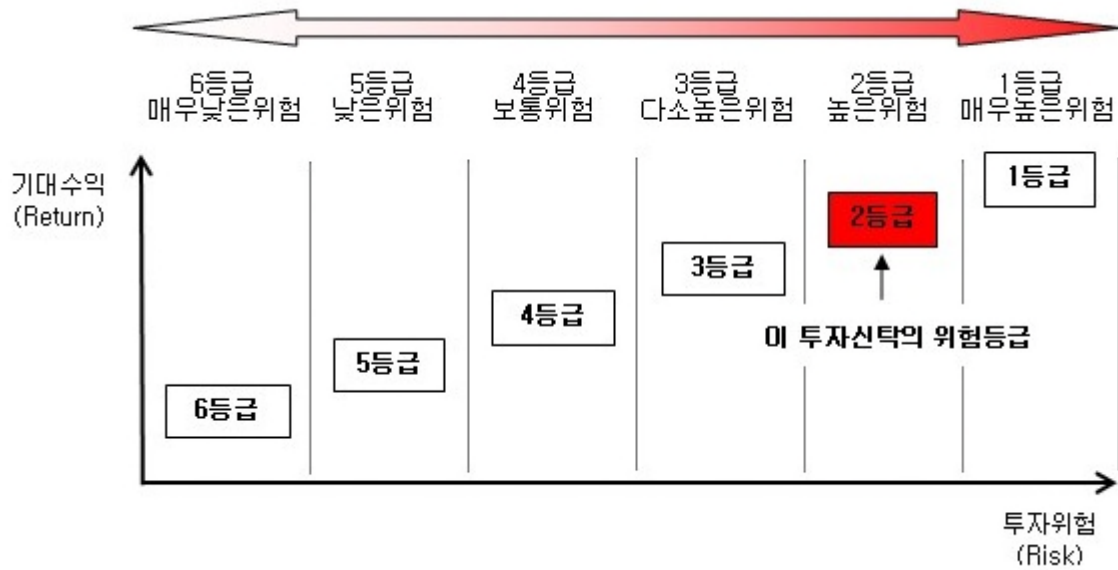 6등급
매우낮은위험
5등급
낮은위험
4등급
보통위험
3등급
다소높은위험
2등급
높은위험
1등급
매우높은위험
기대수익
(Return)
1등급
2등급
3등급
4등급
이 투자신탁의 위험등급
5등급
6등급
투자위험
(Risk)